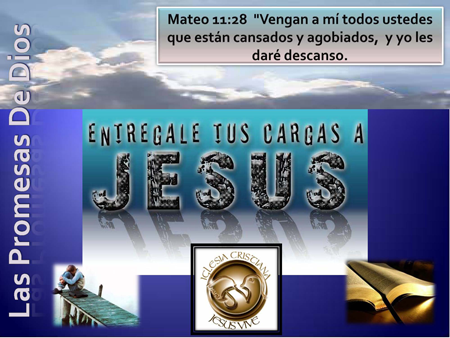 Las Promesas De Dios
Mateo 11:28 "Vengan a mí todos ustedes
que están cansados y agobiados, y yo les
daré descanso.
ENTREGALE TUS CARGAS A
JESUS
IGLESIA CRISTIANA
JESUS VIVE